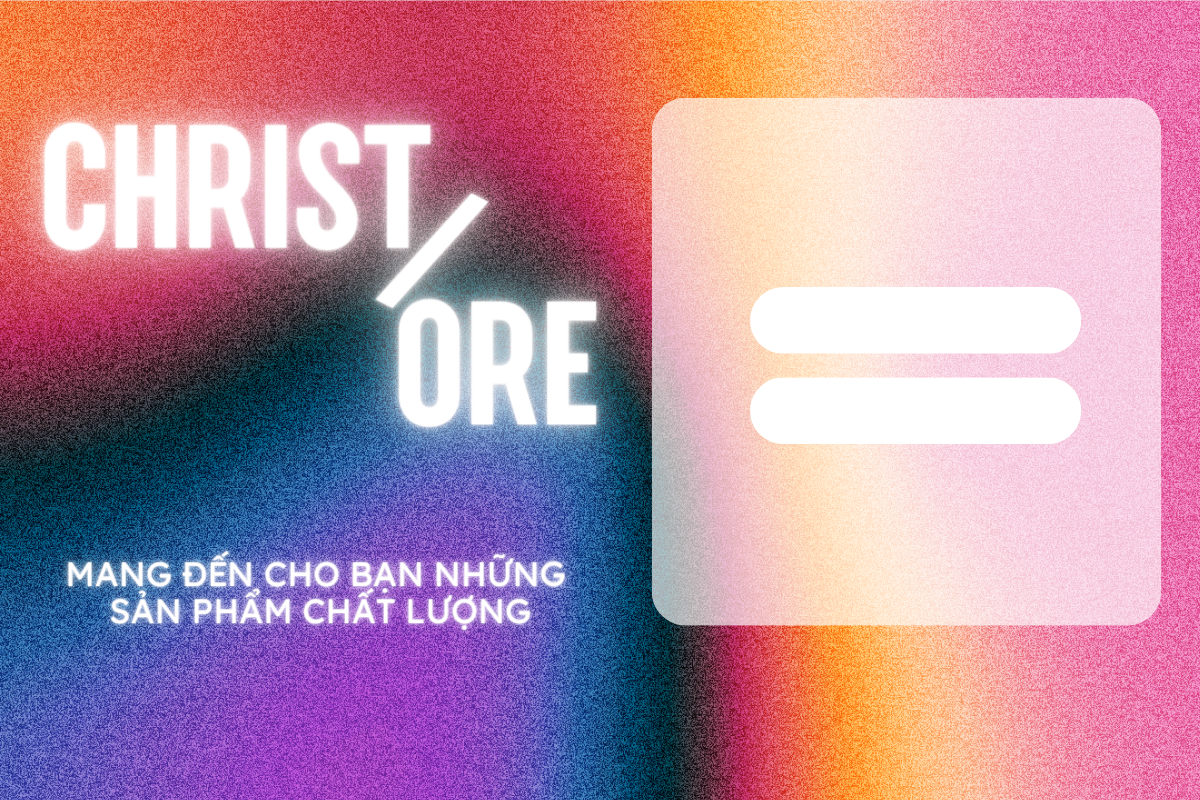 CHRIST/
ORE
MANG ĐẾN CHO BẠN NHỮNG
SẢN PHẨM CHẤT LƯỢNG